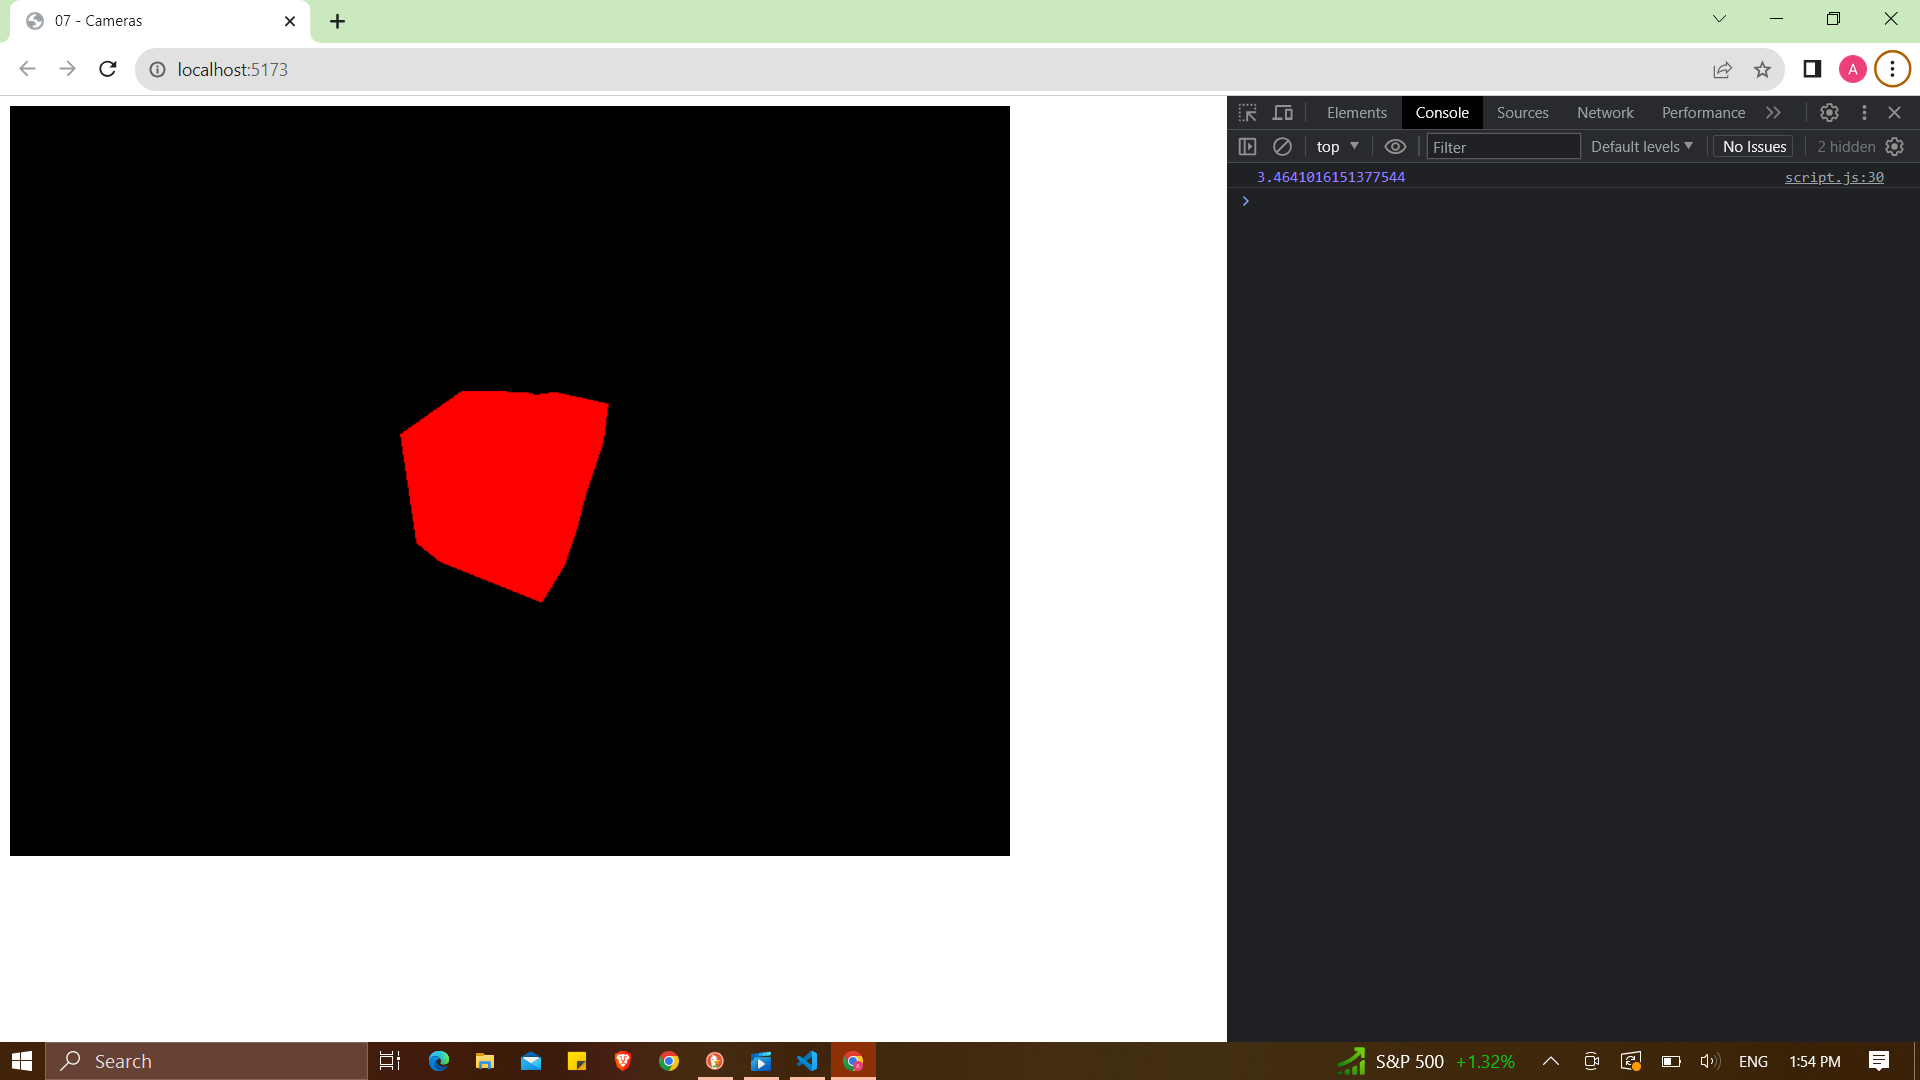 07 - Cameras
localhost:5173
A
Elements Console Sources Network Performance
top Filter Default levels No Issues 2 hidden
3.4641016151377544 script.js:30
Search S&P 500 +1.32% ENG 1:54 PM